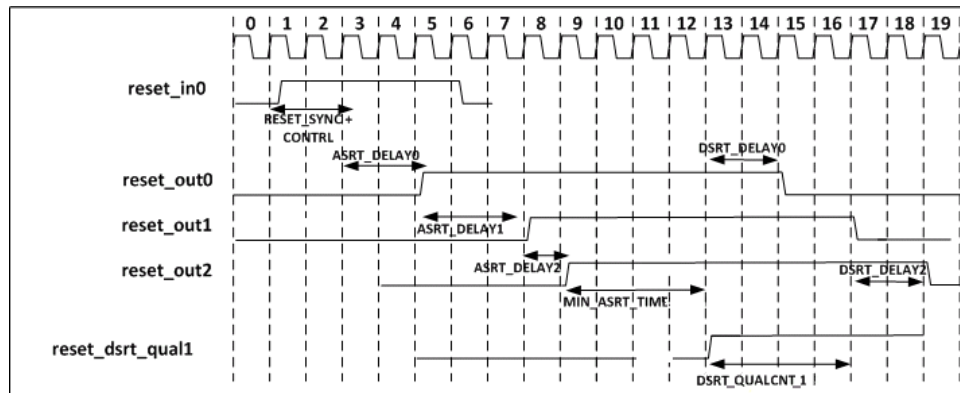 0 1 2 3 4 5 6 7 8 9 10 11 12 13 14 15 16 17 18 19
reset_in0
RESET_SYNC+
CONTRL
ASRT_DELAY0
DSRT_DELAY0
reset_out0
reset_out1
ASRT_DELAY1
reset_out2
ASRT_DELAY2
DSRT_DELAY2
MIN_ASRT_TIME
reset_dsrt_qual1
DSRT_QUALCNT_1